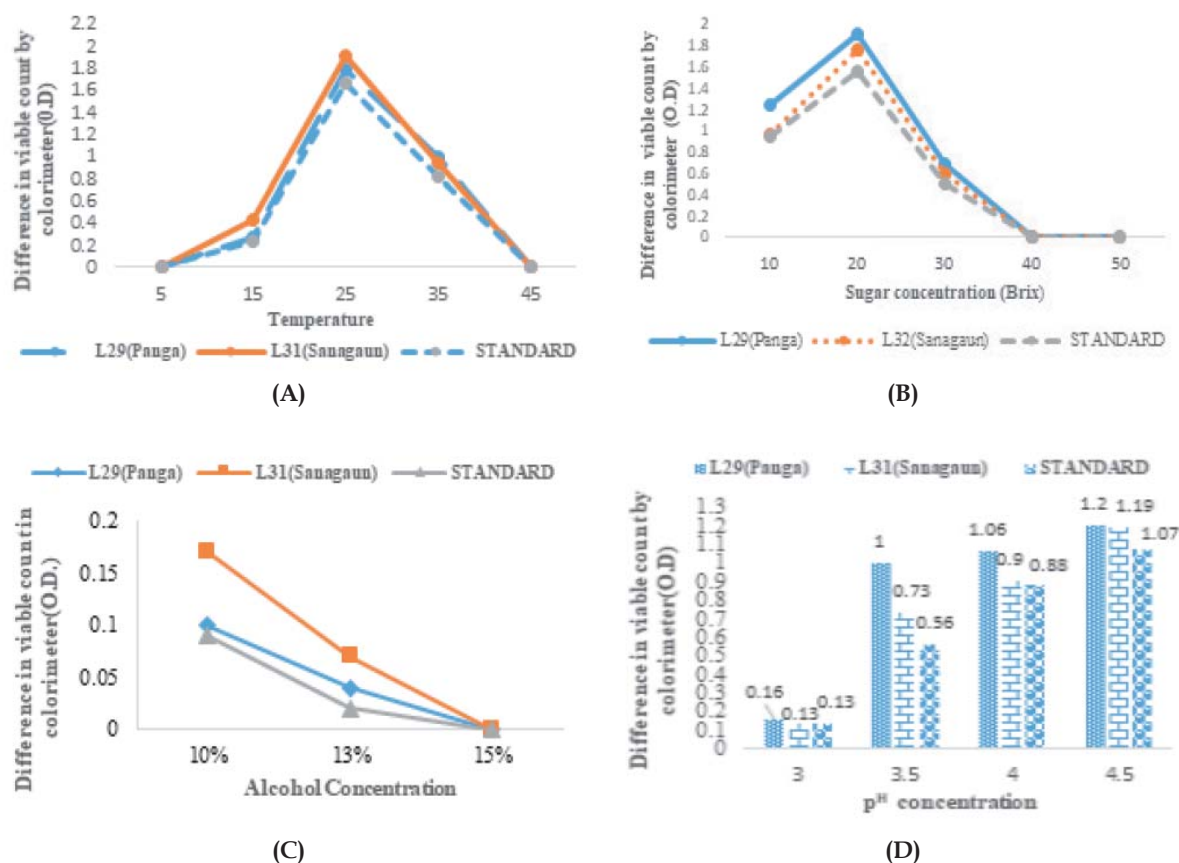 Difference in viable count by
colorimeter(0.D)
2.2
2
1.8
1.6
1.4
1.2
1
0.8
0.6
0.4
0.2
0
5 15 25 35 45
Temperature
L29(Panga) L31(Sanagaun) STANDARD
(A)
Difference in viable count by
colorimeter (O.D)
2
1.8
1.6
1.4
1.2
1
0.8
0.6
0.4
0.2
0
10 20 30 40 50
Sugar concentration (Brix)
L29(Panga) L32(Sanagaun) STANDARD
(B)
L29(Panga) L31(Sanagaun) STANDARD
Difference in viable count in
colorimeter(O.D.)
0.2
0.15
0.1
0.05
0
10% 13% 15%
Alcohol Concentration
(C)
L29(Panga) L31(Sanagaun) STANDARD
Difference in viable count by
colorimeter(O.D)
1.3
1.2
1.1
1
0.9
0.8
0.7
0.6
0.5
0.4
0.3
0.2
0.1
0
0.16 0.13 0.13
1 0.73 0.56
1.06 0.9 0.88
1.2 1.19 1.07
3 3.5 4 4.5
pᴴ concentration
(D)